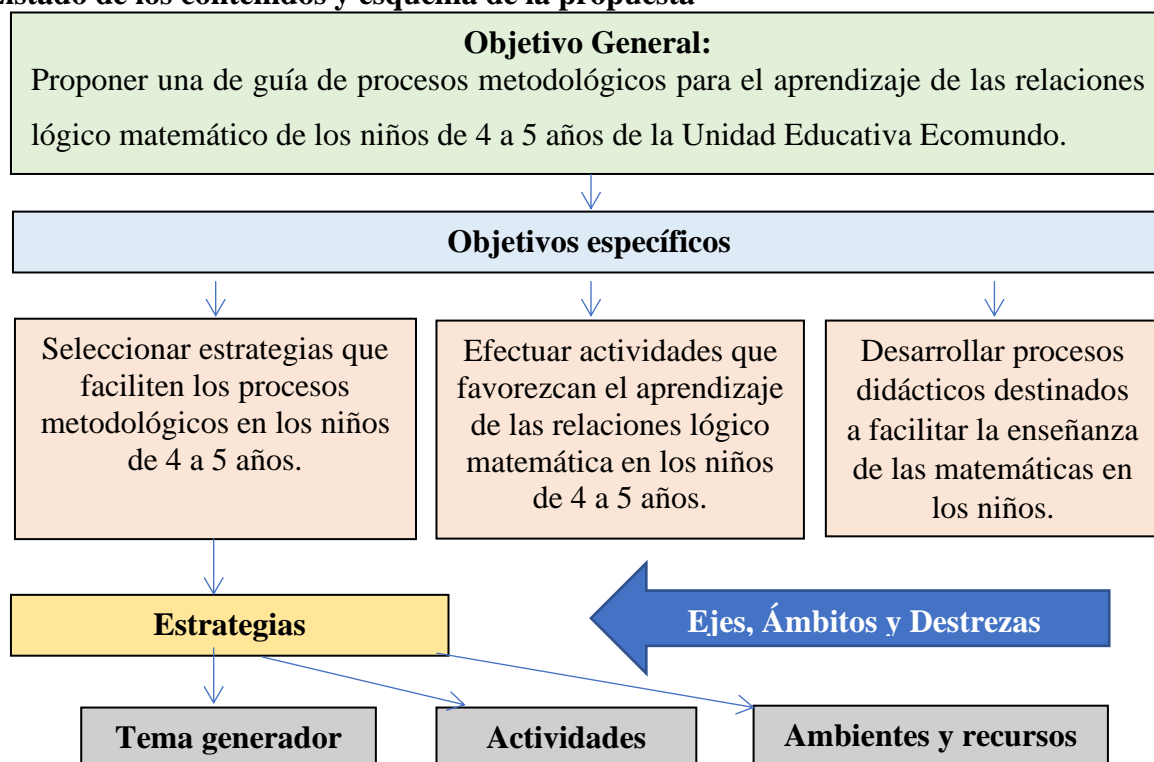 Listado de los contenidos y esquema de la propuesta
Objetivo General:
Proponer una de guía de procesos metodológicos para el aprendizaje de las relaciones
lógico matemático de los niños de 4 a 5 años de la Unidad Educativa Ecomundo.
Objetivos específicos
Seleccionar estrategias que
faciliten los procesos
metodológicos en los niños
de 4 a 5 años.
Efectuar actividades que
favorezcan el aprendizaje
de las relaciones lógico
matemática en los niños
de 4 a 5 años.
Desarrollar procesos
didácticos destinados
a facilitar la enseñanza
de las matemáticas en
los niños.
Estrategias
Ejes, Ámbitos y Destrezas
Tema generador
Actividades
Ambientes y recursos